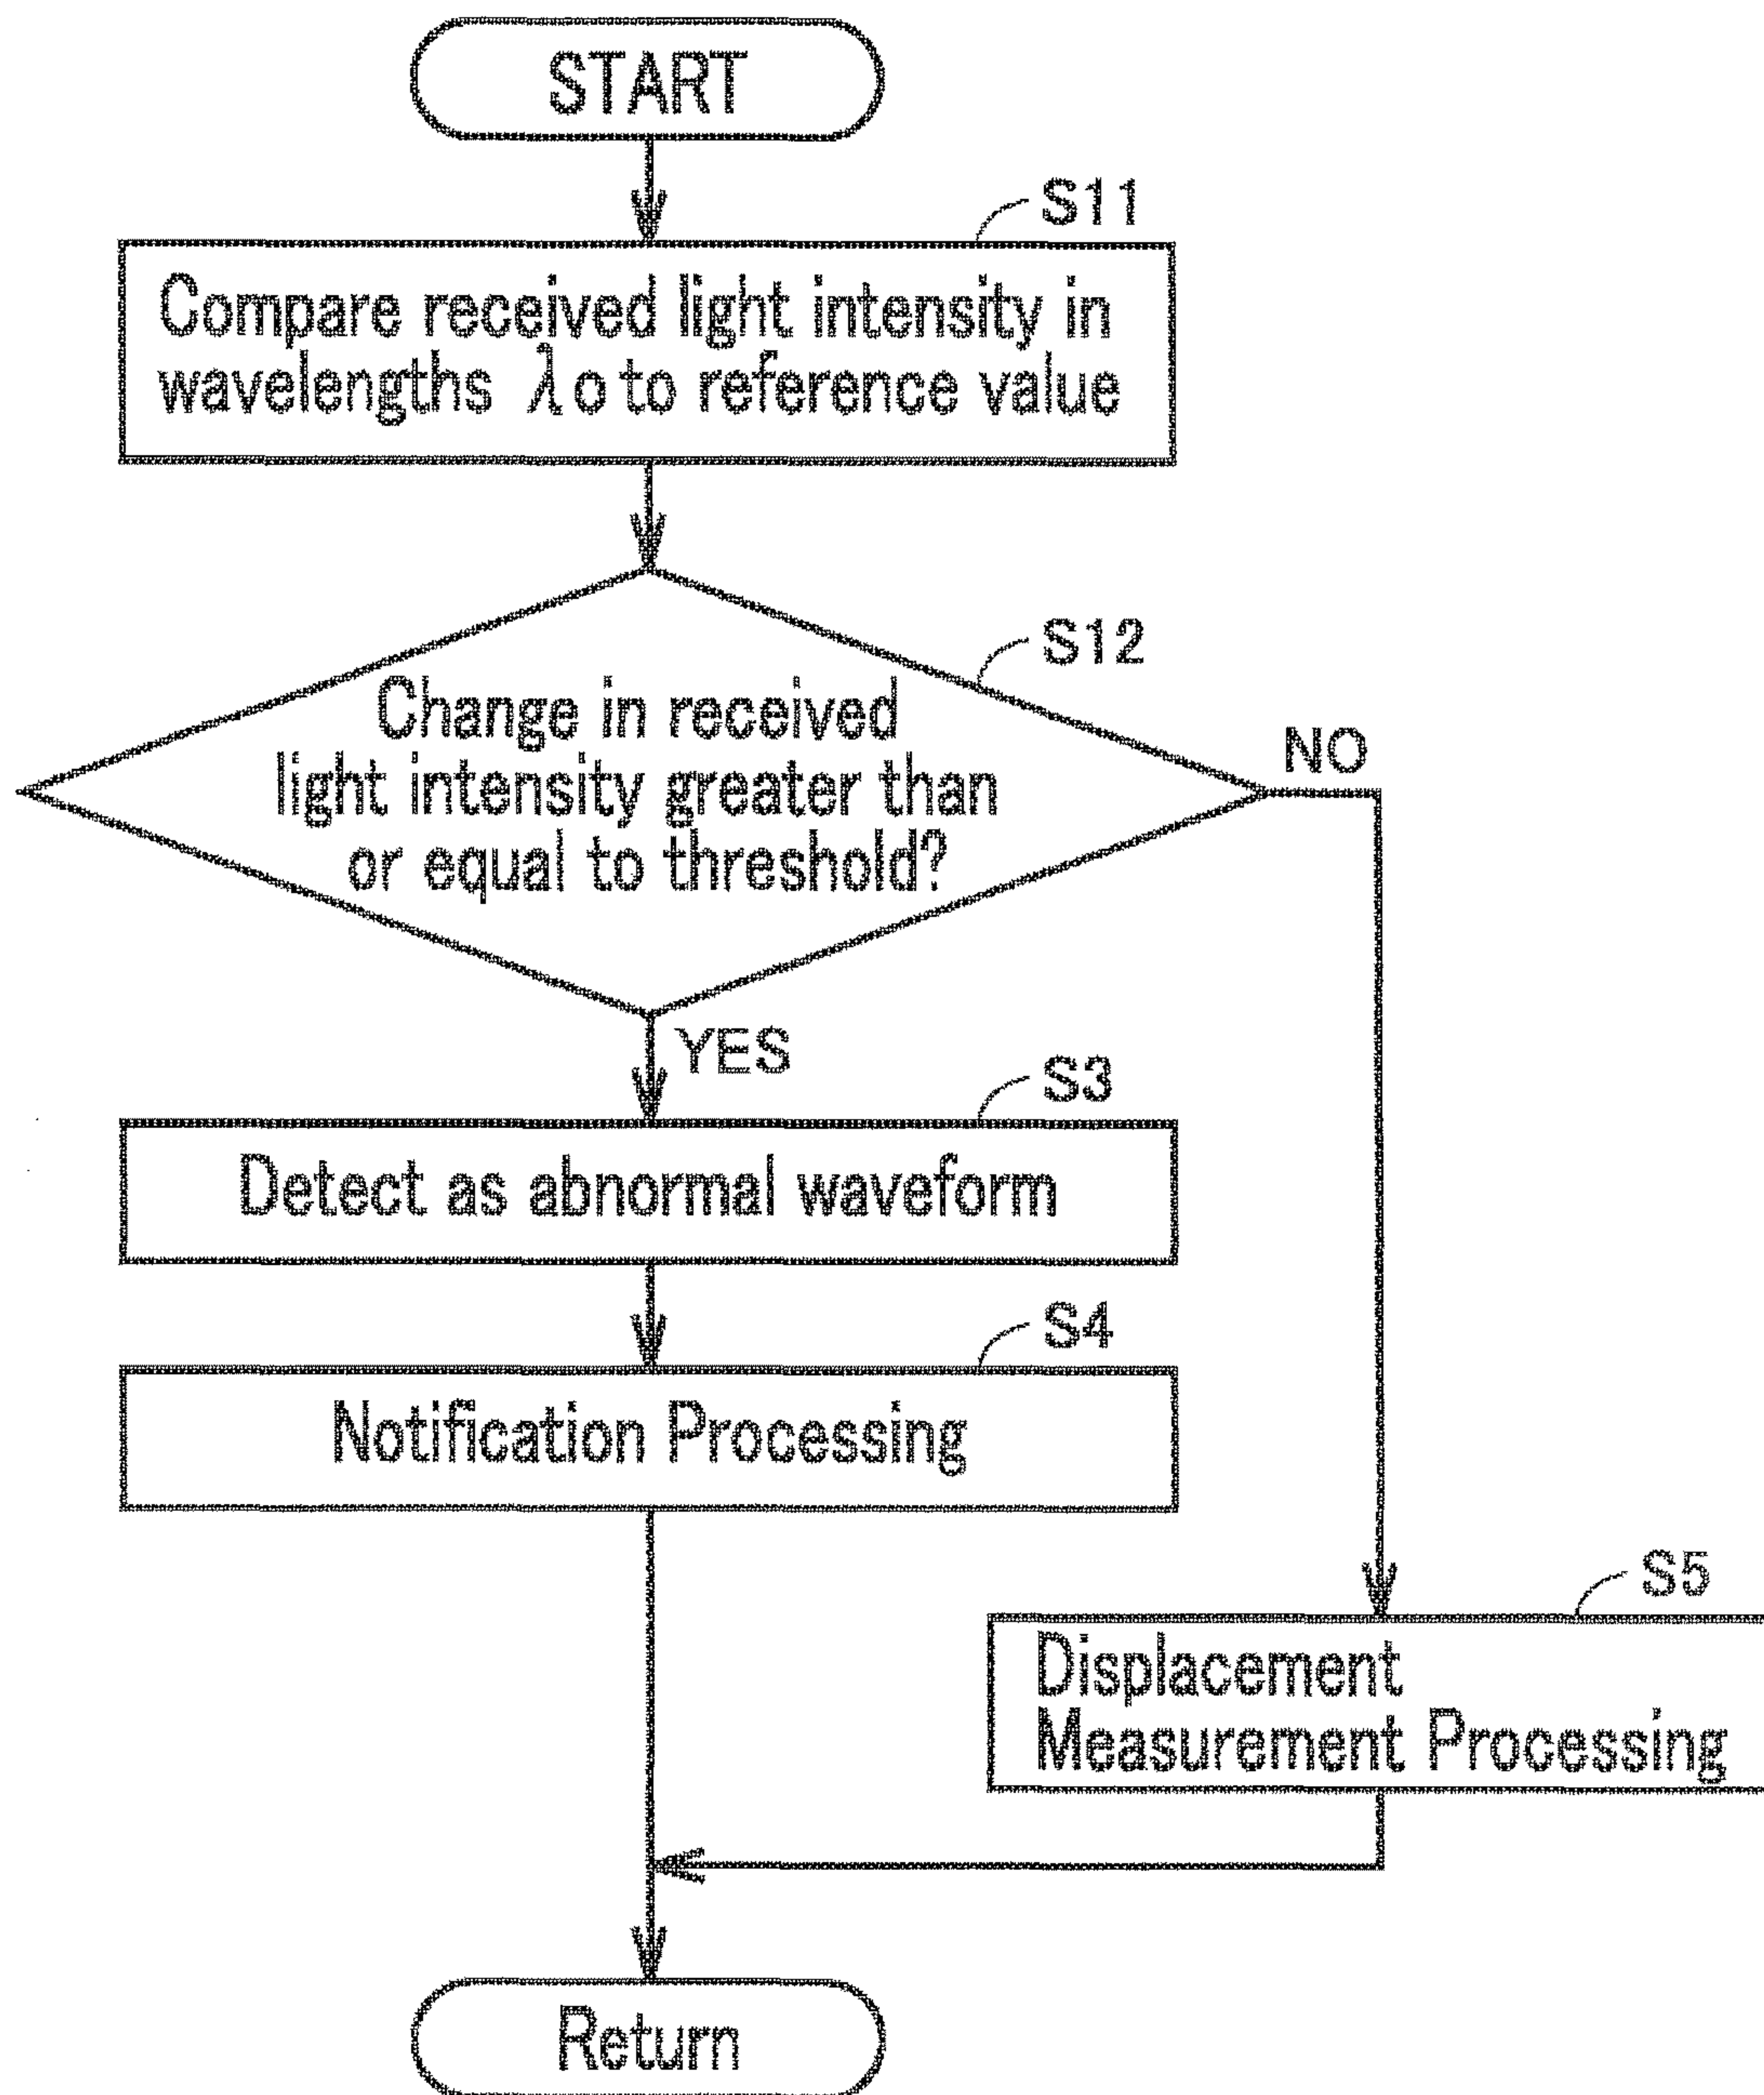 START
S11
Compare received light intensity in
wavelengths λo to reference value
S12
Change in received
light intensity greater than
or equal to threshold?
NO
YES
S3
Detect as abnormal waveform
S4
Notification Processing
S5
Displacement
Measurement Processing
Return